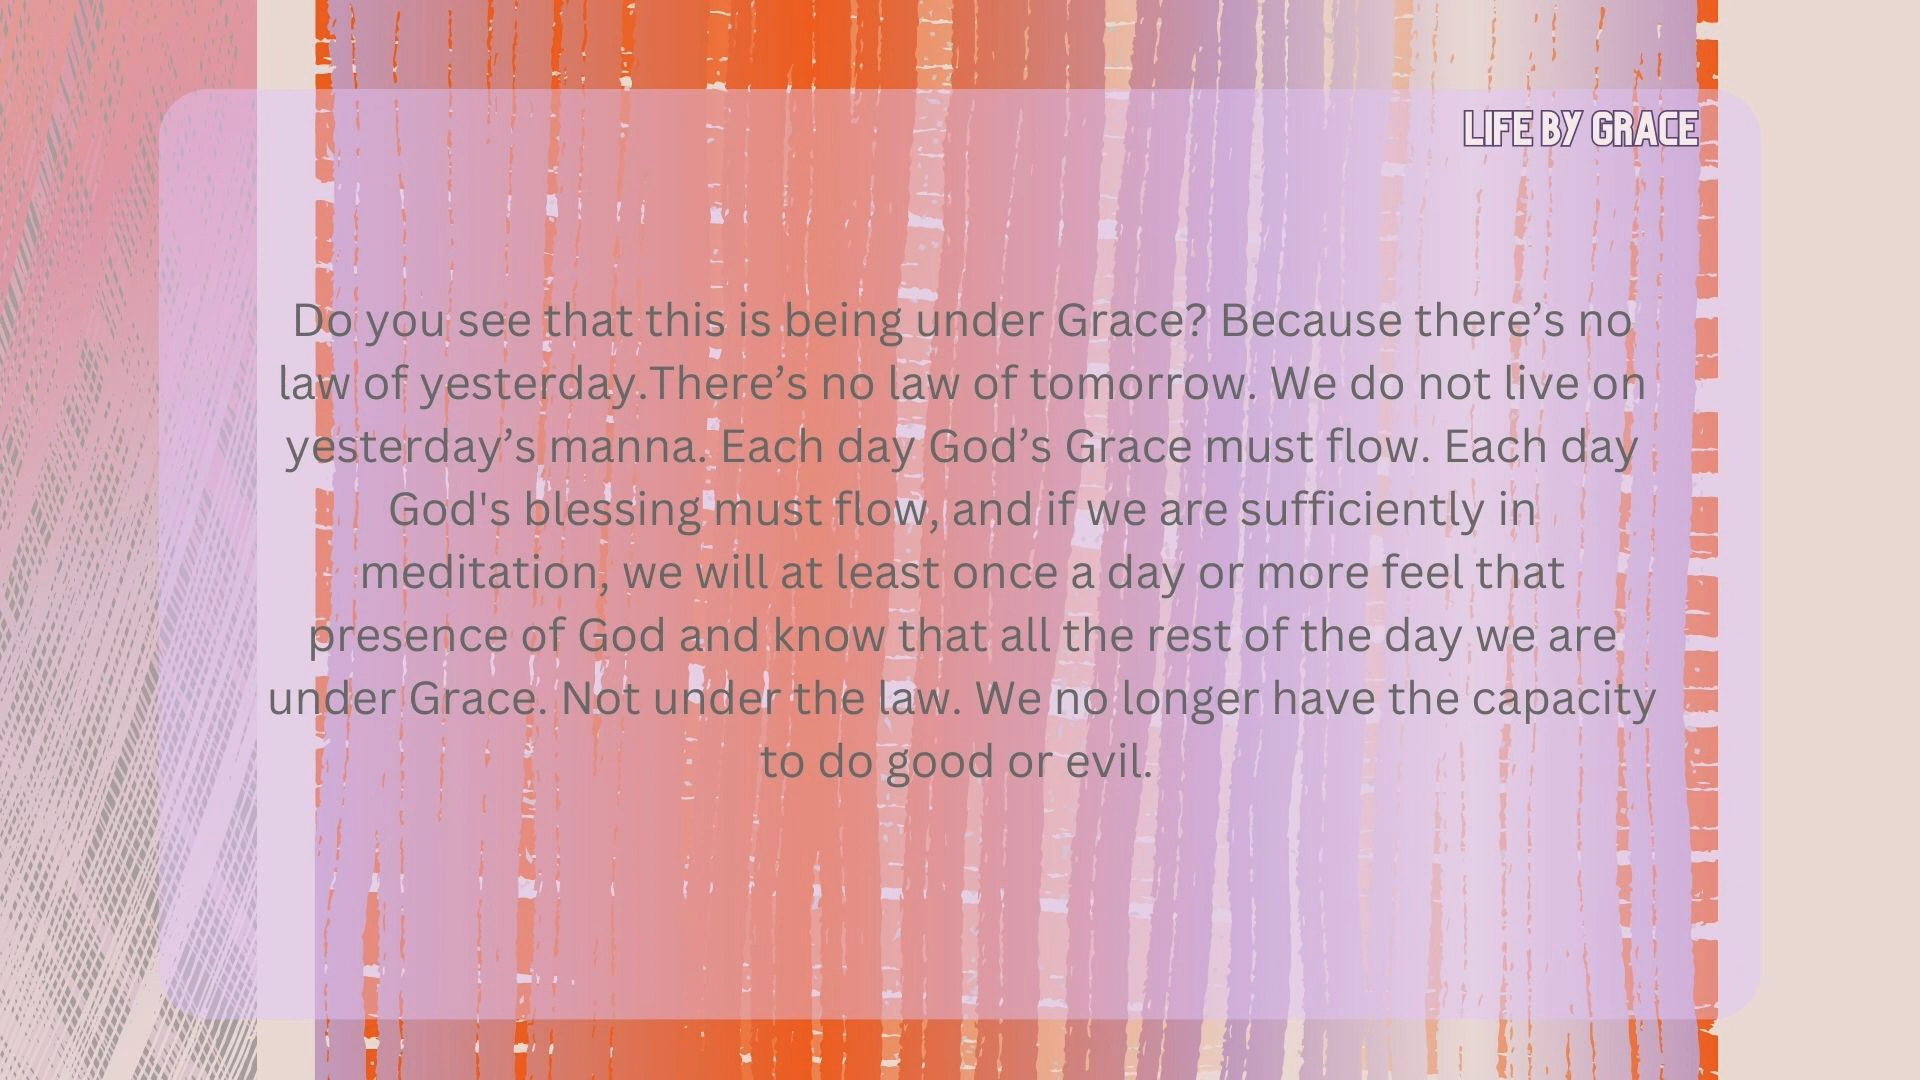 LIFE BY GRACE
Do you see that this is being under Grace? Because there’s no
law of yesterday.There’s no law of tomorrow. We do not live on
yesterday’s manna. Each day God’s Grace must flow. Each day
God's blessing must flow, and if we are sufficiently in
meditation, we will at least once a day or more feel that
presence of God and know that all the rest of the day we are
under Grace. Not under the law. We no longer have the capacity
to do good or evil.